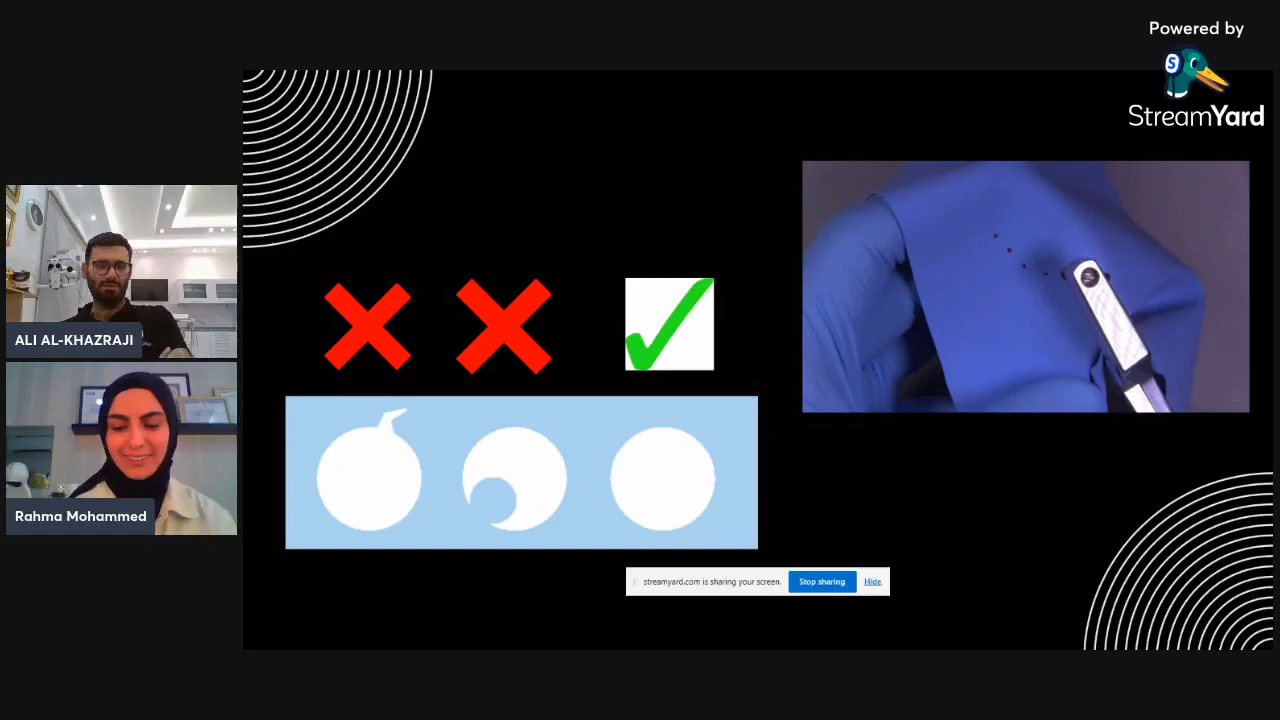 Powered by
StreamYard
ALI AL-KHAZRAJI
Rahma Mohammed
streamyard.com is sharing your screen.
Stop sharing
Hide